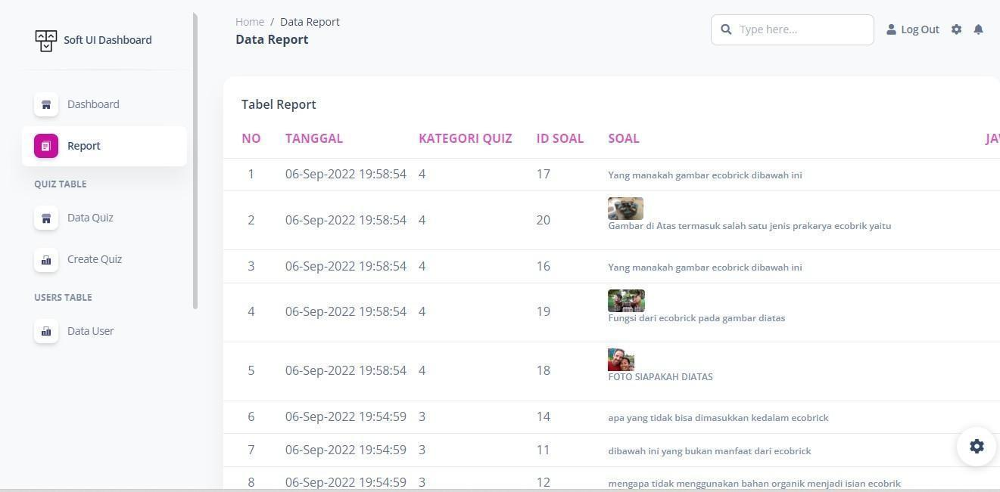 Soft UI Dashboard
Dashboard
Report
QUIZ TABLE
Data Quiz
Create Quiz
USERS TABLE
Data User
Home / Data Report
Data Report
Type here...
Log Out
Tabel Report
NO TANGGAL KATEGORI QUIZ ID SOAL SOAL
1 06-Sep-2022 19:58:54 4 17 Yang manakah gambar ecobrick dibawah ini
2 06-Sep-2022 19:58:54 4 20 Gambar di Atas termasuk salah satu jenis prakarya ecobrik yaitu
3 06-Sep-2022 19:58:54 4 16 Yang manakah gambar ecobrick dibawah ini
4 06-Sep-2022 19:58:54 4 19 Fungsi dari ecobrick pada gambar diatas
5 06-Sep-2022 19:58:54 4 18 FOTO SIAPAKAH DIATAS
6 06-Sep-2022 19:54:59 3 14 apa yang tidak bisa dimasukkan kedalam ecobrick
7 06-Sep-2022 19:54:59 3 11 dibawah ini yang bukan manfaat dari ecobrick
8 06-Sep-2022 19:54:59 3 12 mengapa tidak menggunakan bahan organik menjadi isian ecobrik